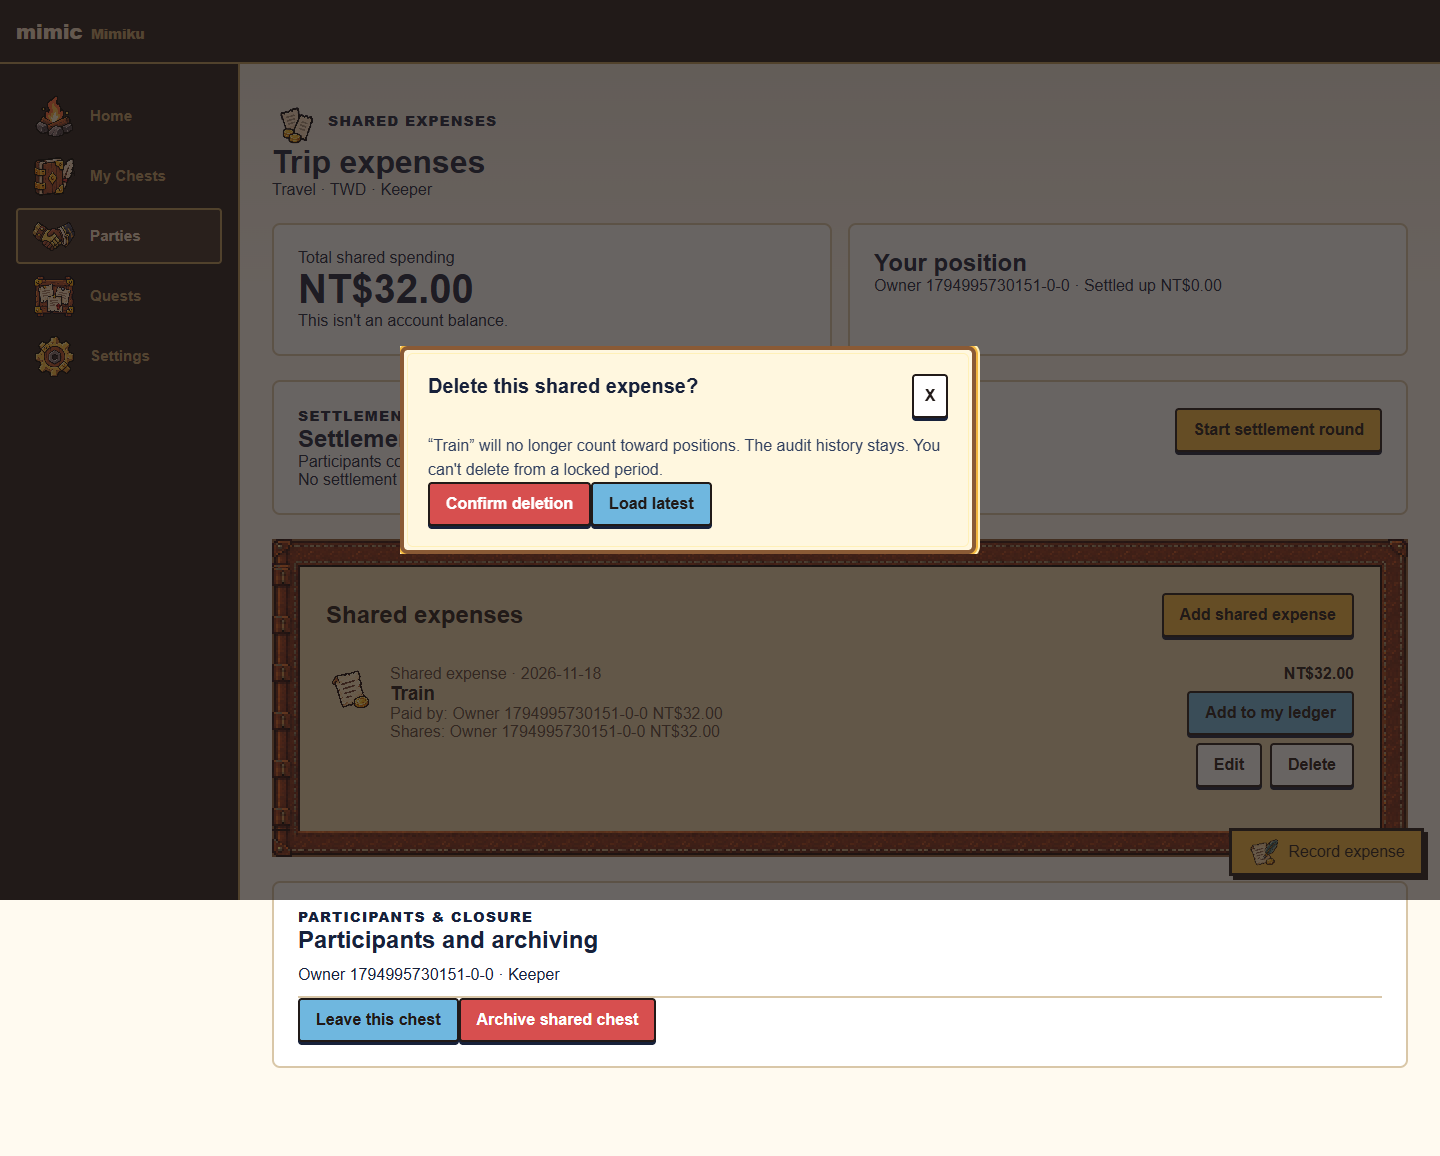 mimic Mimiku
Home
My Chests
Parties
Quests
Settings
SHARED EXPENSES
Trip expenses
Travel · TWD · Keeper
Total shared spending
NT$32.00
This isn't an account balance.
Your position
Owner 1794995730151-0-0 · Settled up NT$0.00
SETTLEMEN
Settleme
Participants co
No settlement
Start settlement round
Delete this shared expense?
X
“Train” will no longer count toward positions. The audit history stays. You
can't delete from a locked period.
Confirm deletion
Load latest
Shared expenses
Add shared expense
Shared expense · 2026-11-18
Train
Paid by: Owner 1794995730151-0-0 NT$32.00
Shares: Owner 1794995730151-0-0 NT$32.00
NT$32.00
Add to my ledger
Edit
Delete
Record expense
PARTICIPANTS & CLOSURE
Participants and archiving
Owner 1794995730151-0-0 · Keeper
Leave this chest
Archive shared chest